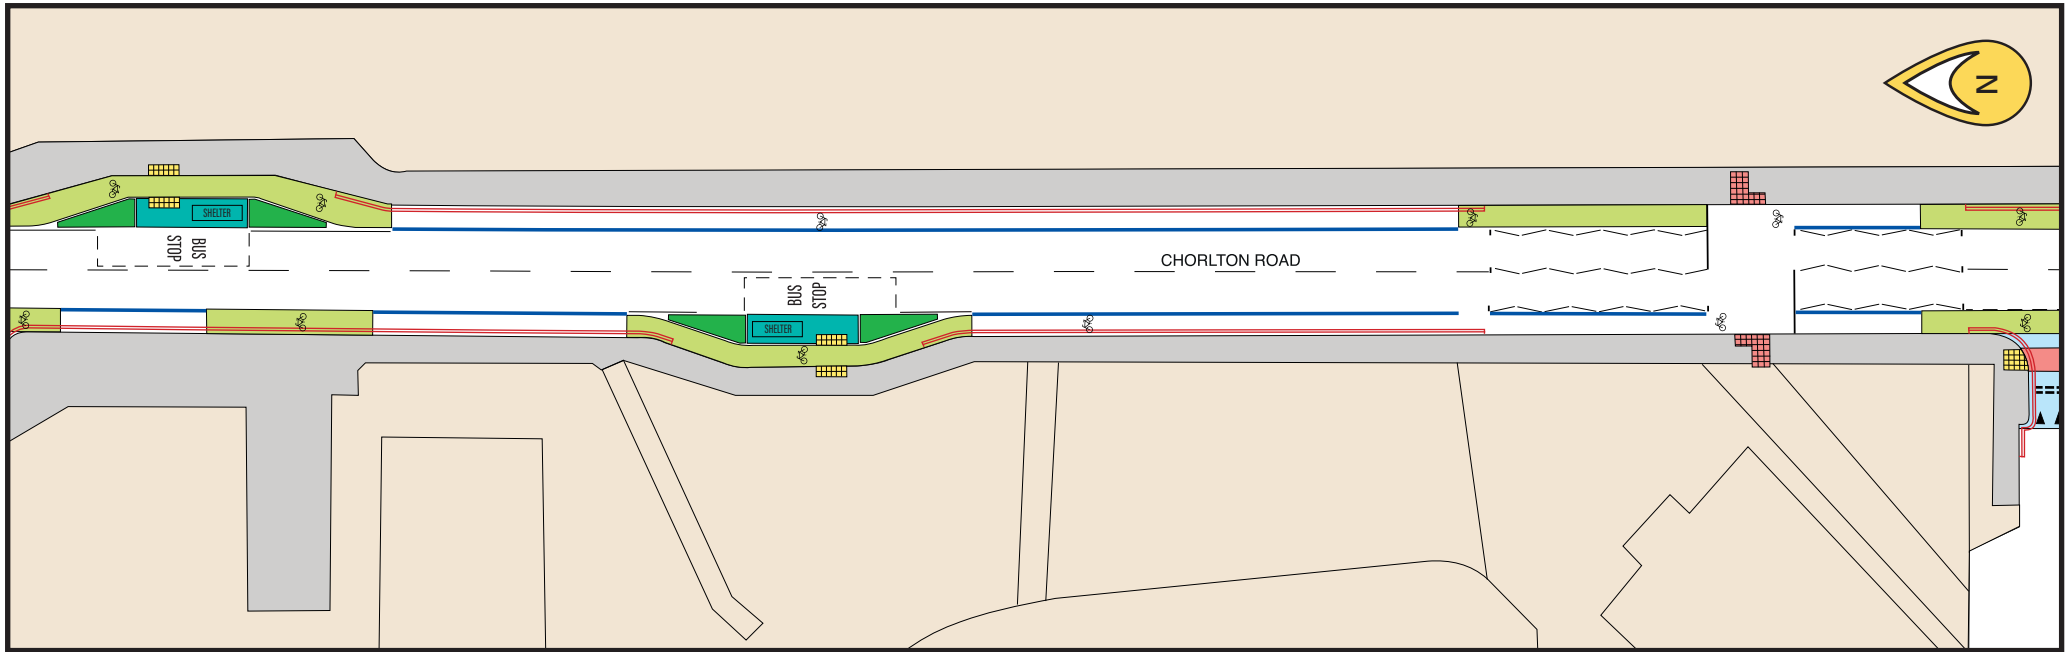 N
SHELTER
BUS
STOP
CHORLTON ROAD
BUS
STOP
SHELTER